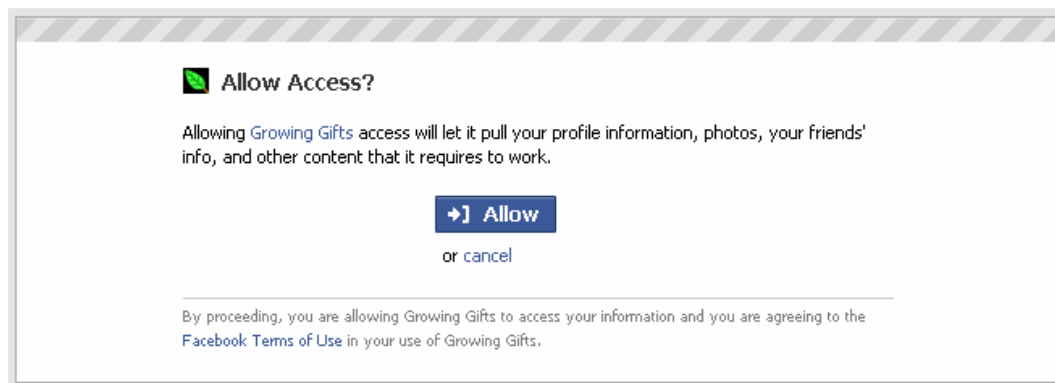 Allow Access?
Allowing Growing Gifts access will let it pull your profile information, photos, your friends'
info, and other content that it requires to work.
Allow
or cancel
By proceeding, you are allowing Growing Gifts to access your information and you are agreeing to the
Facebook Terms of Use in your use of Growing Gifts.